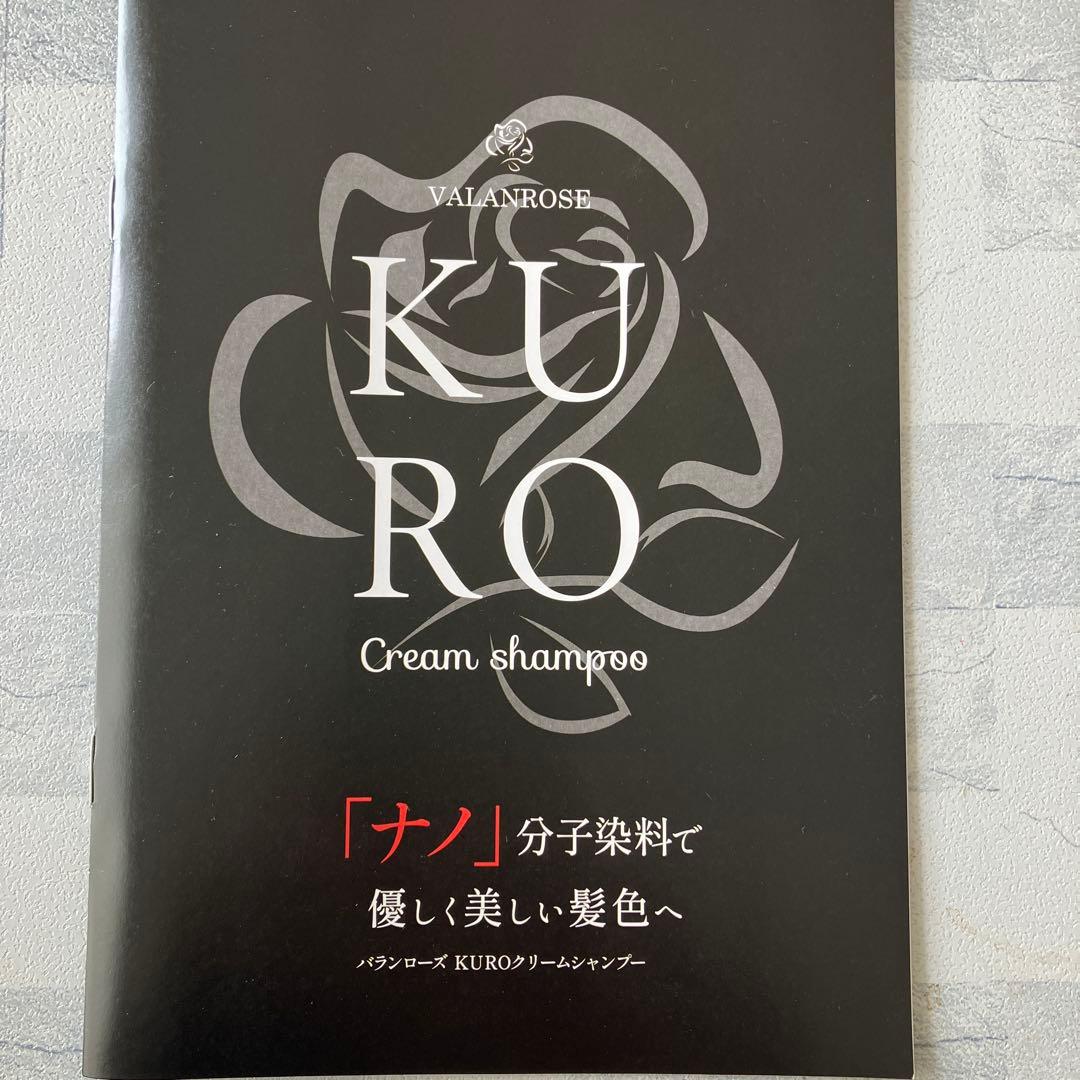 VALANROSE
KU
RO
Cream shampoo
「ナノ」分子染料で
優しく美しい髪色へ
バランローズ KUROクリームシャンプー